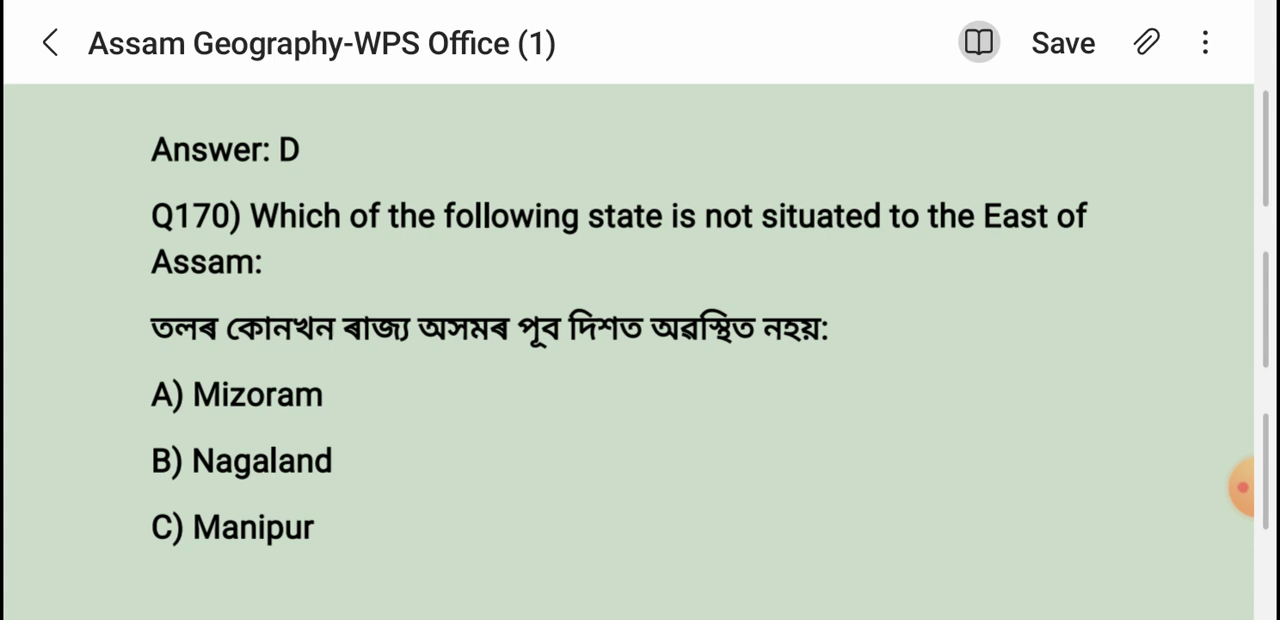 Assam Geography-WPS Office (1)
Save
Answer: D
Q170) Which of the following state is not situated to the East of
Assam:
তলৰ কোনখন ৰাজ্য অসমৰ পূব দিশত অৱস্থিত নহয়:
A) Mizoram
B) Nagaland
C) Manipur